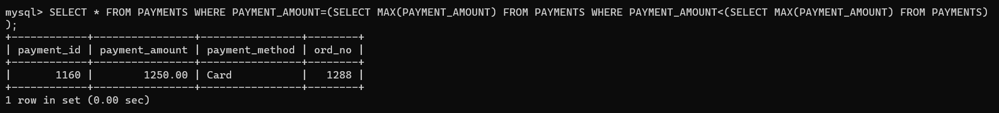 mysql> SELECT * FROM PAYMENTS WHERE PAYMENT_AMOUNT=(SELECT MAX(PAYMENT_AMOUNT) FROM PAYMENTS WHERE PAYMENT_AMOUNT<(SELECT MAX(PAYMENT_AMOUNT) FROM PAYMENTS)
);
+------------+----------------+----------------+--------+
| payment_id | payment_amount | payment_method | ord_no |
+------------+----------------+----------------+--------+
|       1160 |        1250.00 | Card           |   1288 |
+------------+----------------+----------------+--------+
1 row in set (0.00 sec)